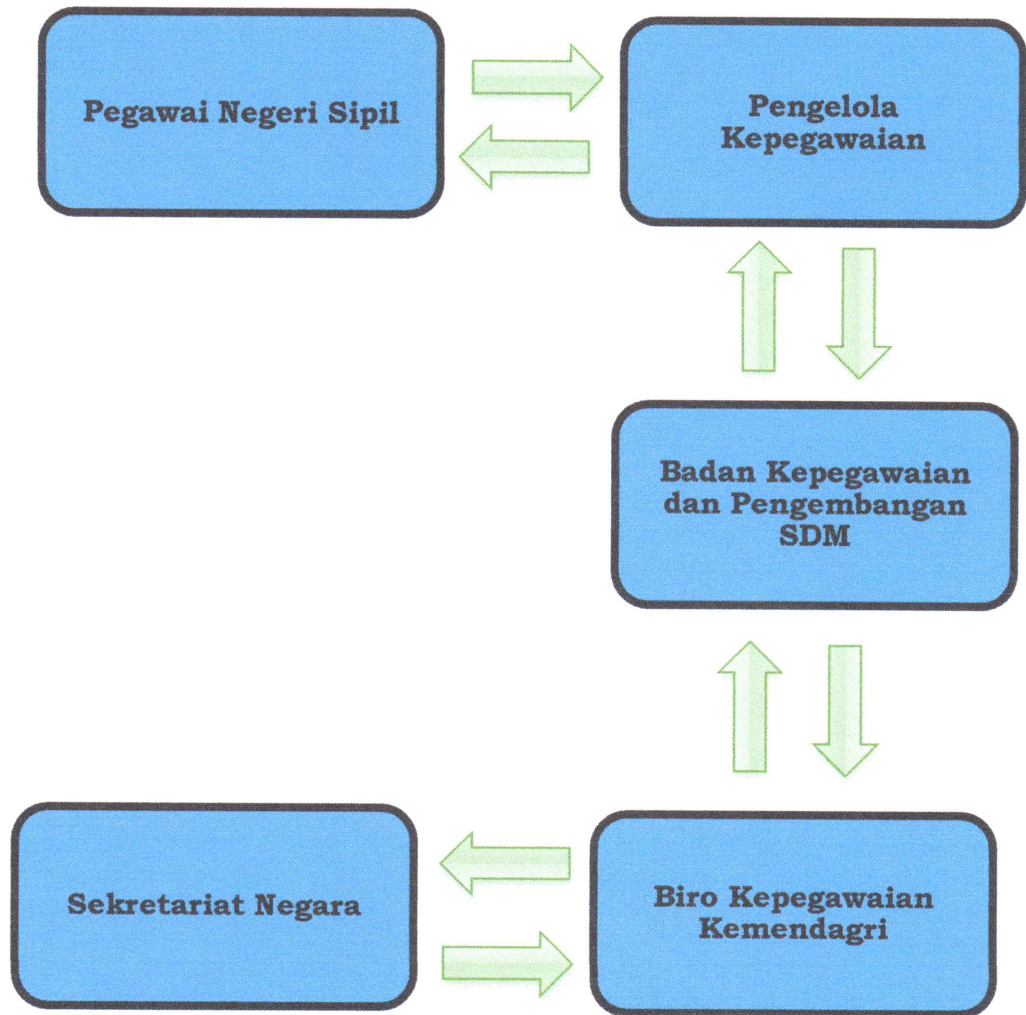 Pegawai Negeri Sipil
Pengelola
Kepegawaian
Badan Kepegawaian
dan Pengembangan
SDM
Sekretariat Negara
Biro Kepegawaian
Kemendagri